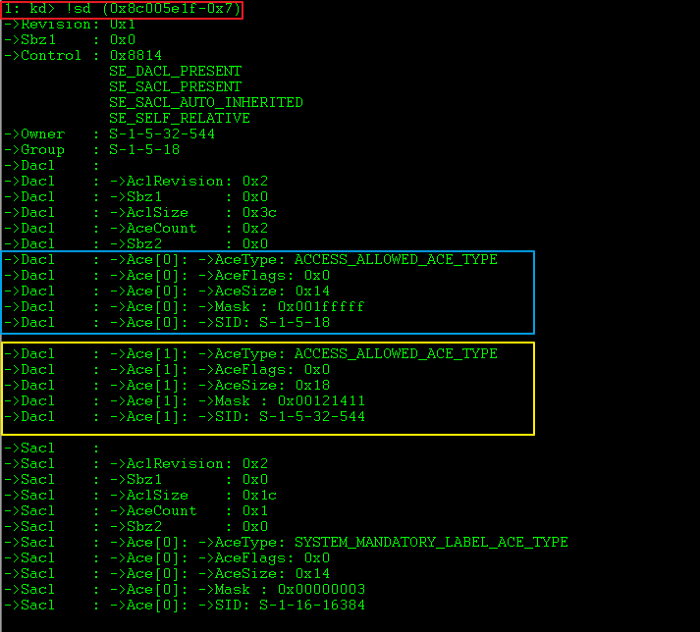 1: kd> !sd (0x8c005e1f-0x7)
->Revision: 0x1
->Sbz1    : 0x0
->Control : 0x8814
            SE_DACL_PRESENT
            SE_SACL_PRESENT
            SE_SACL_AUTO_INHERITED
            SE_SELF_RELATIVE
->Owner   : S-1-5-32-544
->Group   : S-1-5-18
->Dacl    :
->Dacl    : ->AclRevision: 0x2
->Dacl    : ->Sbz1       : 0x0
->Dacl    : ->AclSize    : 0x3c
->Dacl    : ->AceCount   : 0x2
->Dacl    : ->Sbz2       : 0x0
->Dacl    : ->Ace[0]: ->AceType: ACCESS_ALLOWED_ACE_TYPE
->Dacl    : ->Ace[0]: ->AceFlags: 0x0
->Dacl    : ->Ace[0]: ->AceSize: 0x14
->Dacl    : ->Ace[0]: ->Mask : 0x001fffff
->Dacl    : ->Ace[0]: ->SID: S-1-5-18
->Dacl    : ->Ace[1]: ->AceType: ACCESS_ALLOWED_ACE_TYPE
->Dacl    : ->Ace[1]: ->AceFlags: 0x0
->Dacl    : ->Ace[1]: ->AceSize: 0x18
->Dacl    : ->Ace[1]: ->Mask : 0x00121411
->Dacl    : ->Ace[1]: ->SID: S-1-5-32-544
->Sacl    :
->Sacl    : ->AclRevision: 0x2
->Sacl    : ->Sbz1       : 0x0
->Sacl    : ->AclSize    : 0x1c
->Sacl    : ->AceCount   : 0x1
->Sacl    : ->Sbz2       : 0x0
->Sacl    : ->Ace[0]: ->AceType: SYSTEM_MANDATORY_LABEL_ACE_TYPE
->Sacl    : ->Ace[0]: ->AceFlags: 0x0
->Sacl    : ->Ace[0]: ->AceSize: 0x14
->Sacl    : ->Ace[0]: ->Mask : 0x00000003
->Sacl    : ->Ace[0]: ->SID: S-1-16-16384